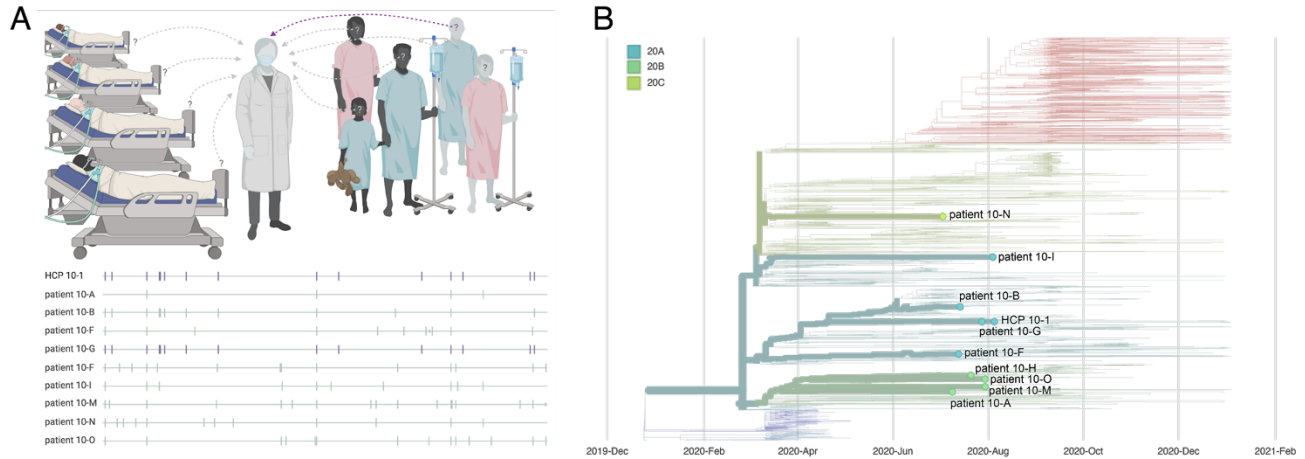 A
?
?
?
?
?
?
?
?
?
HCP 10-1
patient 10-A
patient 10-B
patient 10-F
patient 10-G
patient 10-F
patient 10-I
patient 10-M
patient 10-N
patient 10-O
B
20A
20B
20C
patient 10-N
patient 10-I
patient 10-B
HCP 10-1
patient 10-G
patient 10-F
patient 10-H
patient 10-O
patient 10-M
patient 10-A
2019-Dec 2020-Feb 2020-Apr 2020-Jun 2020-Aug 2020-Oct 2020-Dec 2021-Feb